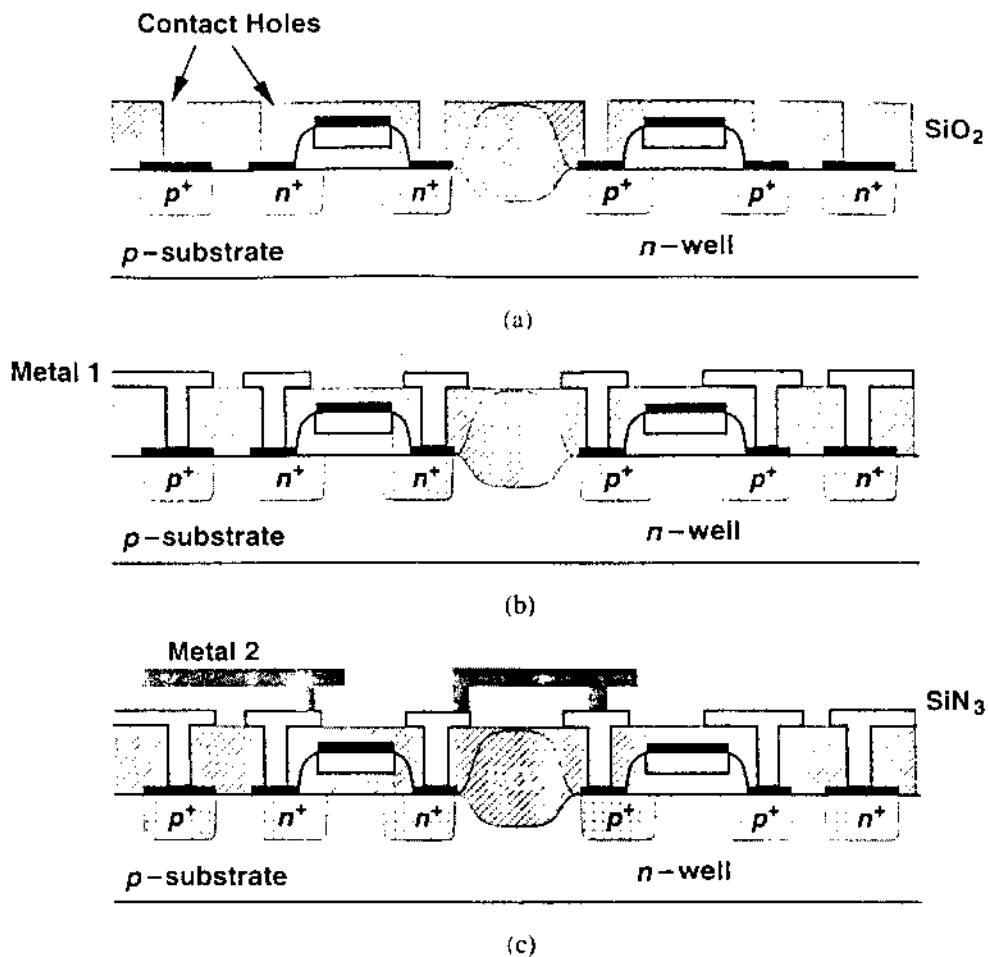 Contact Holes
SiO2
p+ n+ n+ p+ p+ n+
p-substrate n-well
(a)
Metal 1
p+ n+ n+ p+ p+ n+
p-substrate n-well
(b)
Metal 2
SiN3
p+ n+ n+ p+ p+ n+
p-substrate n-well
(c)